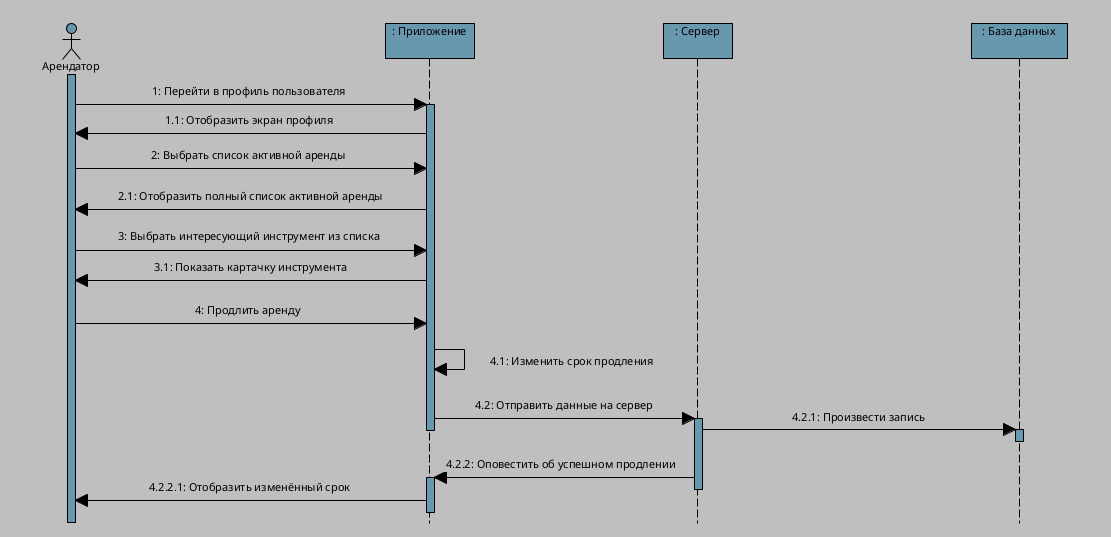 : Приложение
: Сервер
: База данных
Арендатор
1: Перейти в профиль пользователя
1.1: Отобразить экран профиля
2: Выбрать список активной аренды
2.1: Отобразить полный список активной аренды
3: Выбрать интересующий инструмент из списка
3.1: Показать картачку инструмента
4: Продлить аренду
4.1: Изменить срок продления
4.2: Отправить данные на сервер
4.2.1: Произвести запись
4.2.2: Оповестить об успешном продлении
4.2.2.1: Отобразить изменённый срок